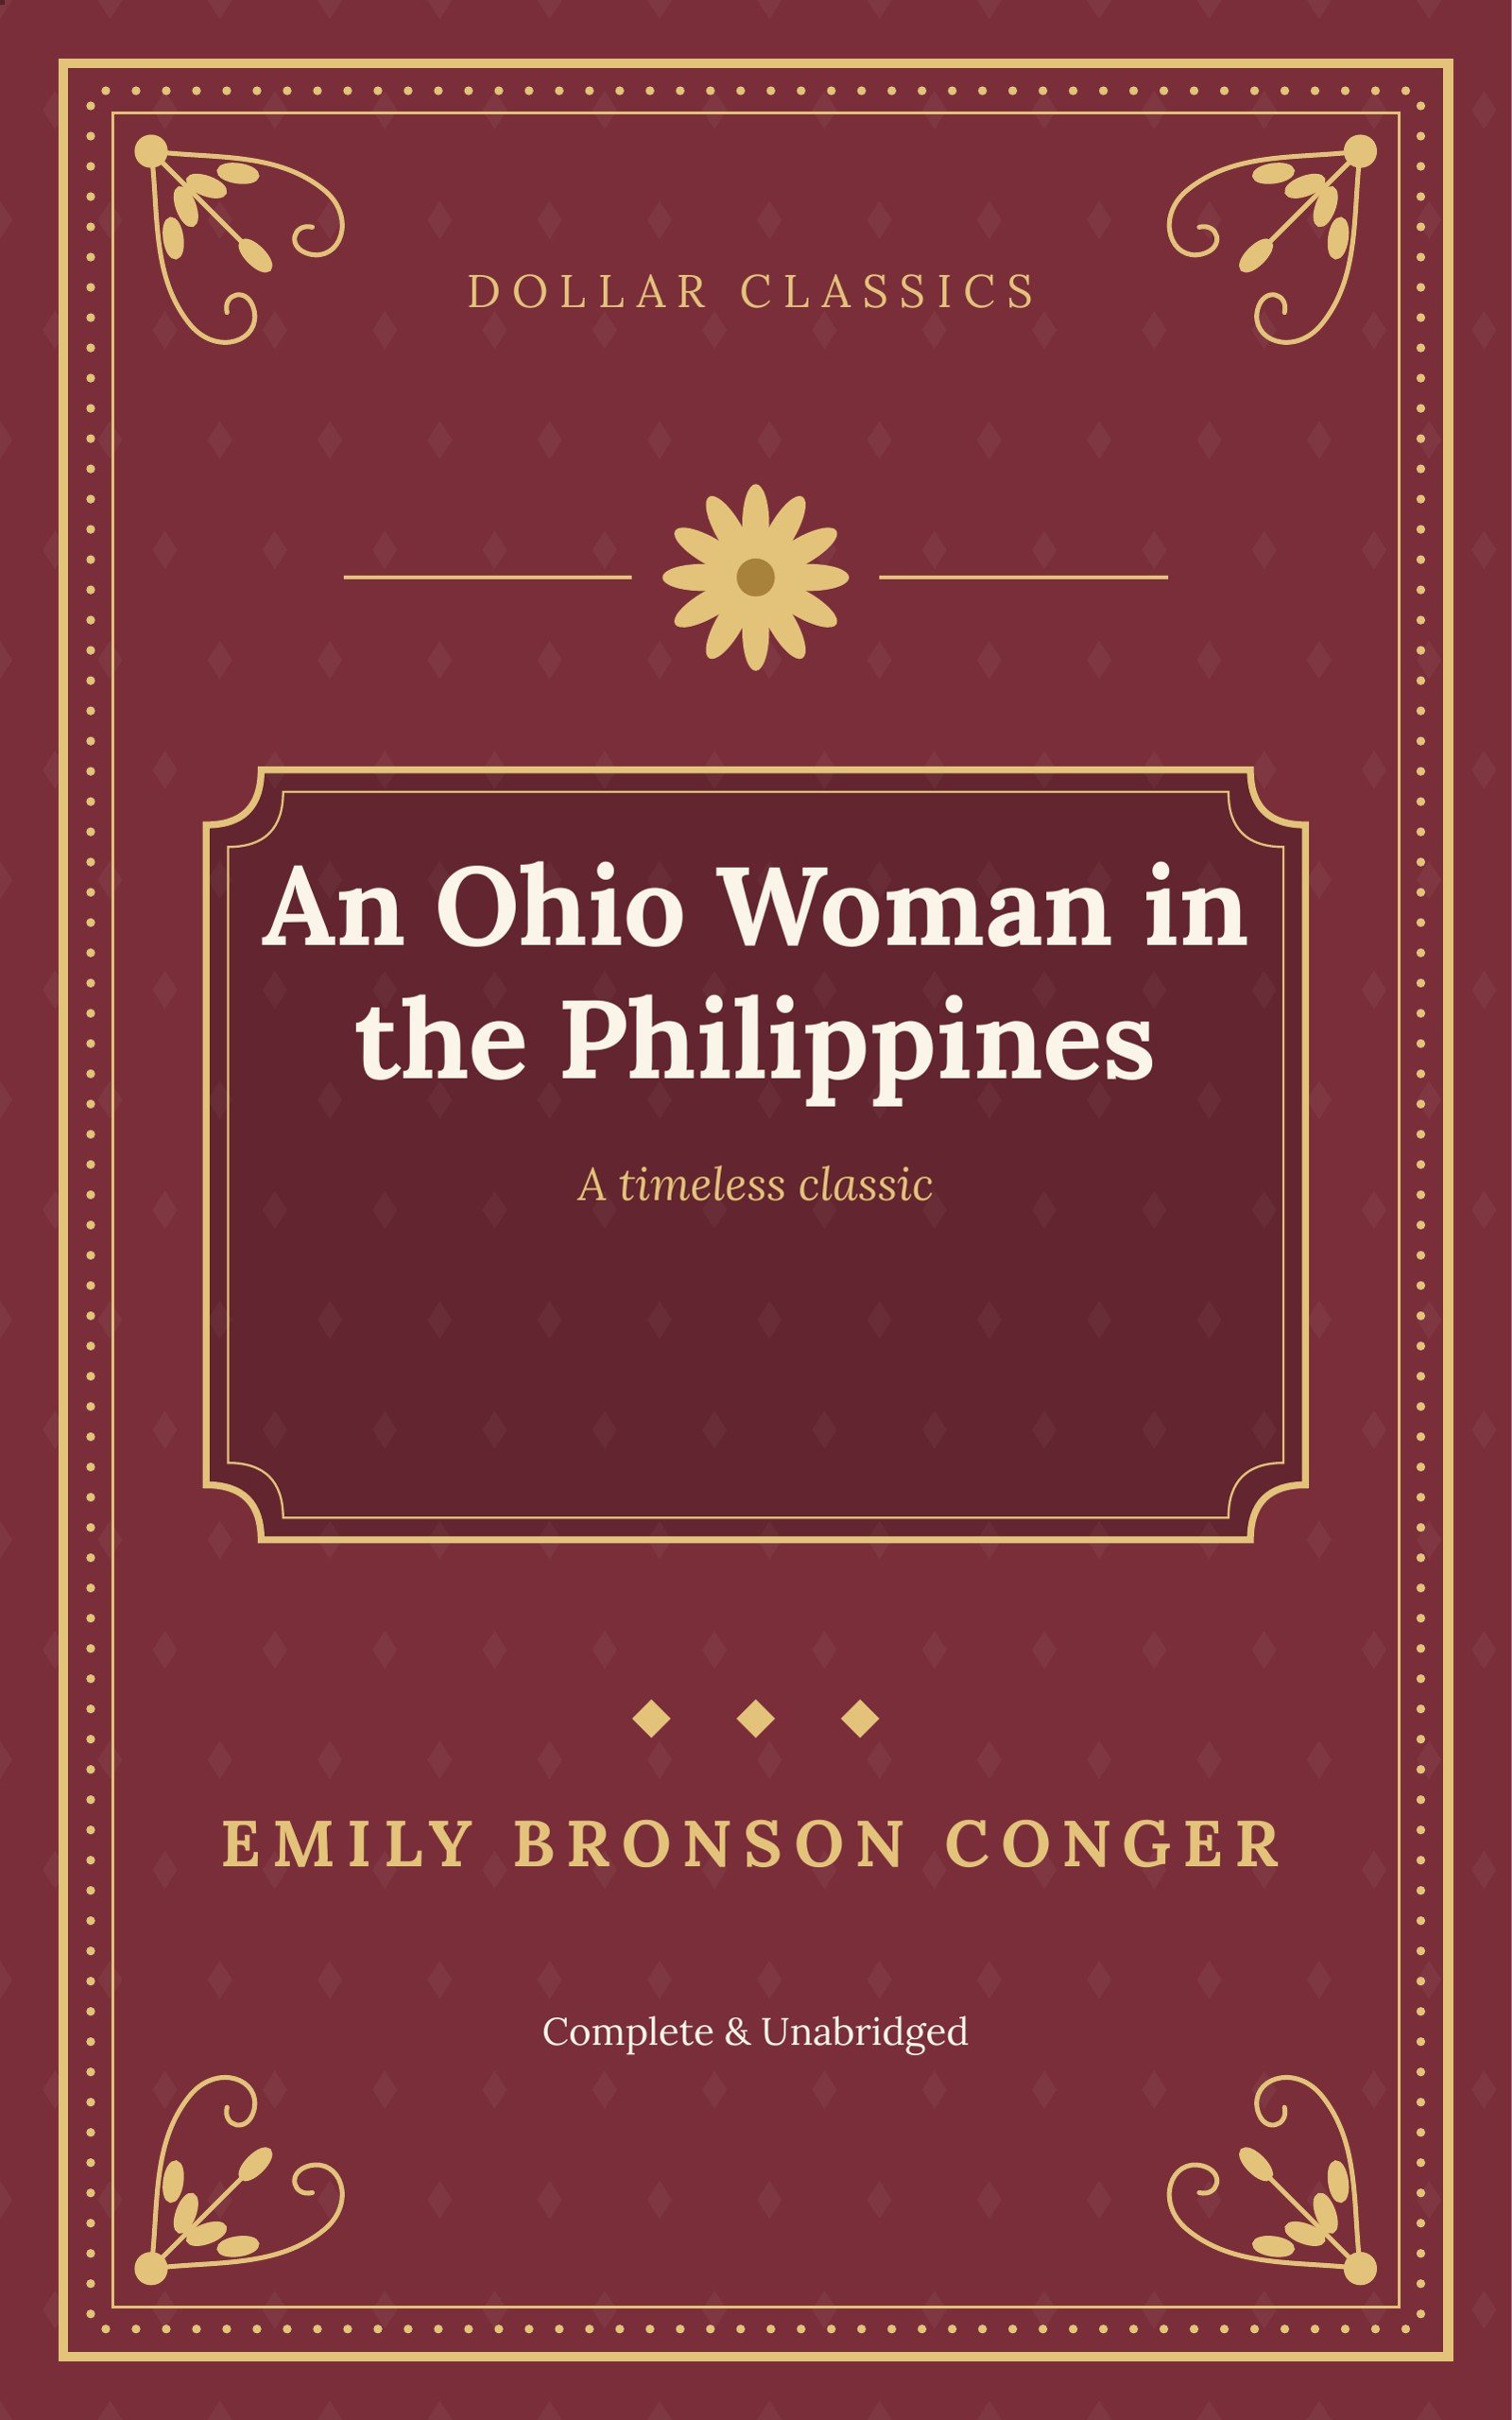 DOLLAR CLASSICS
An Ohio Woman in
the Philippines
A timeless classic
EMILY BRONSON CONGER
Complete & Unabridged